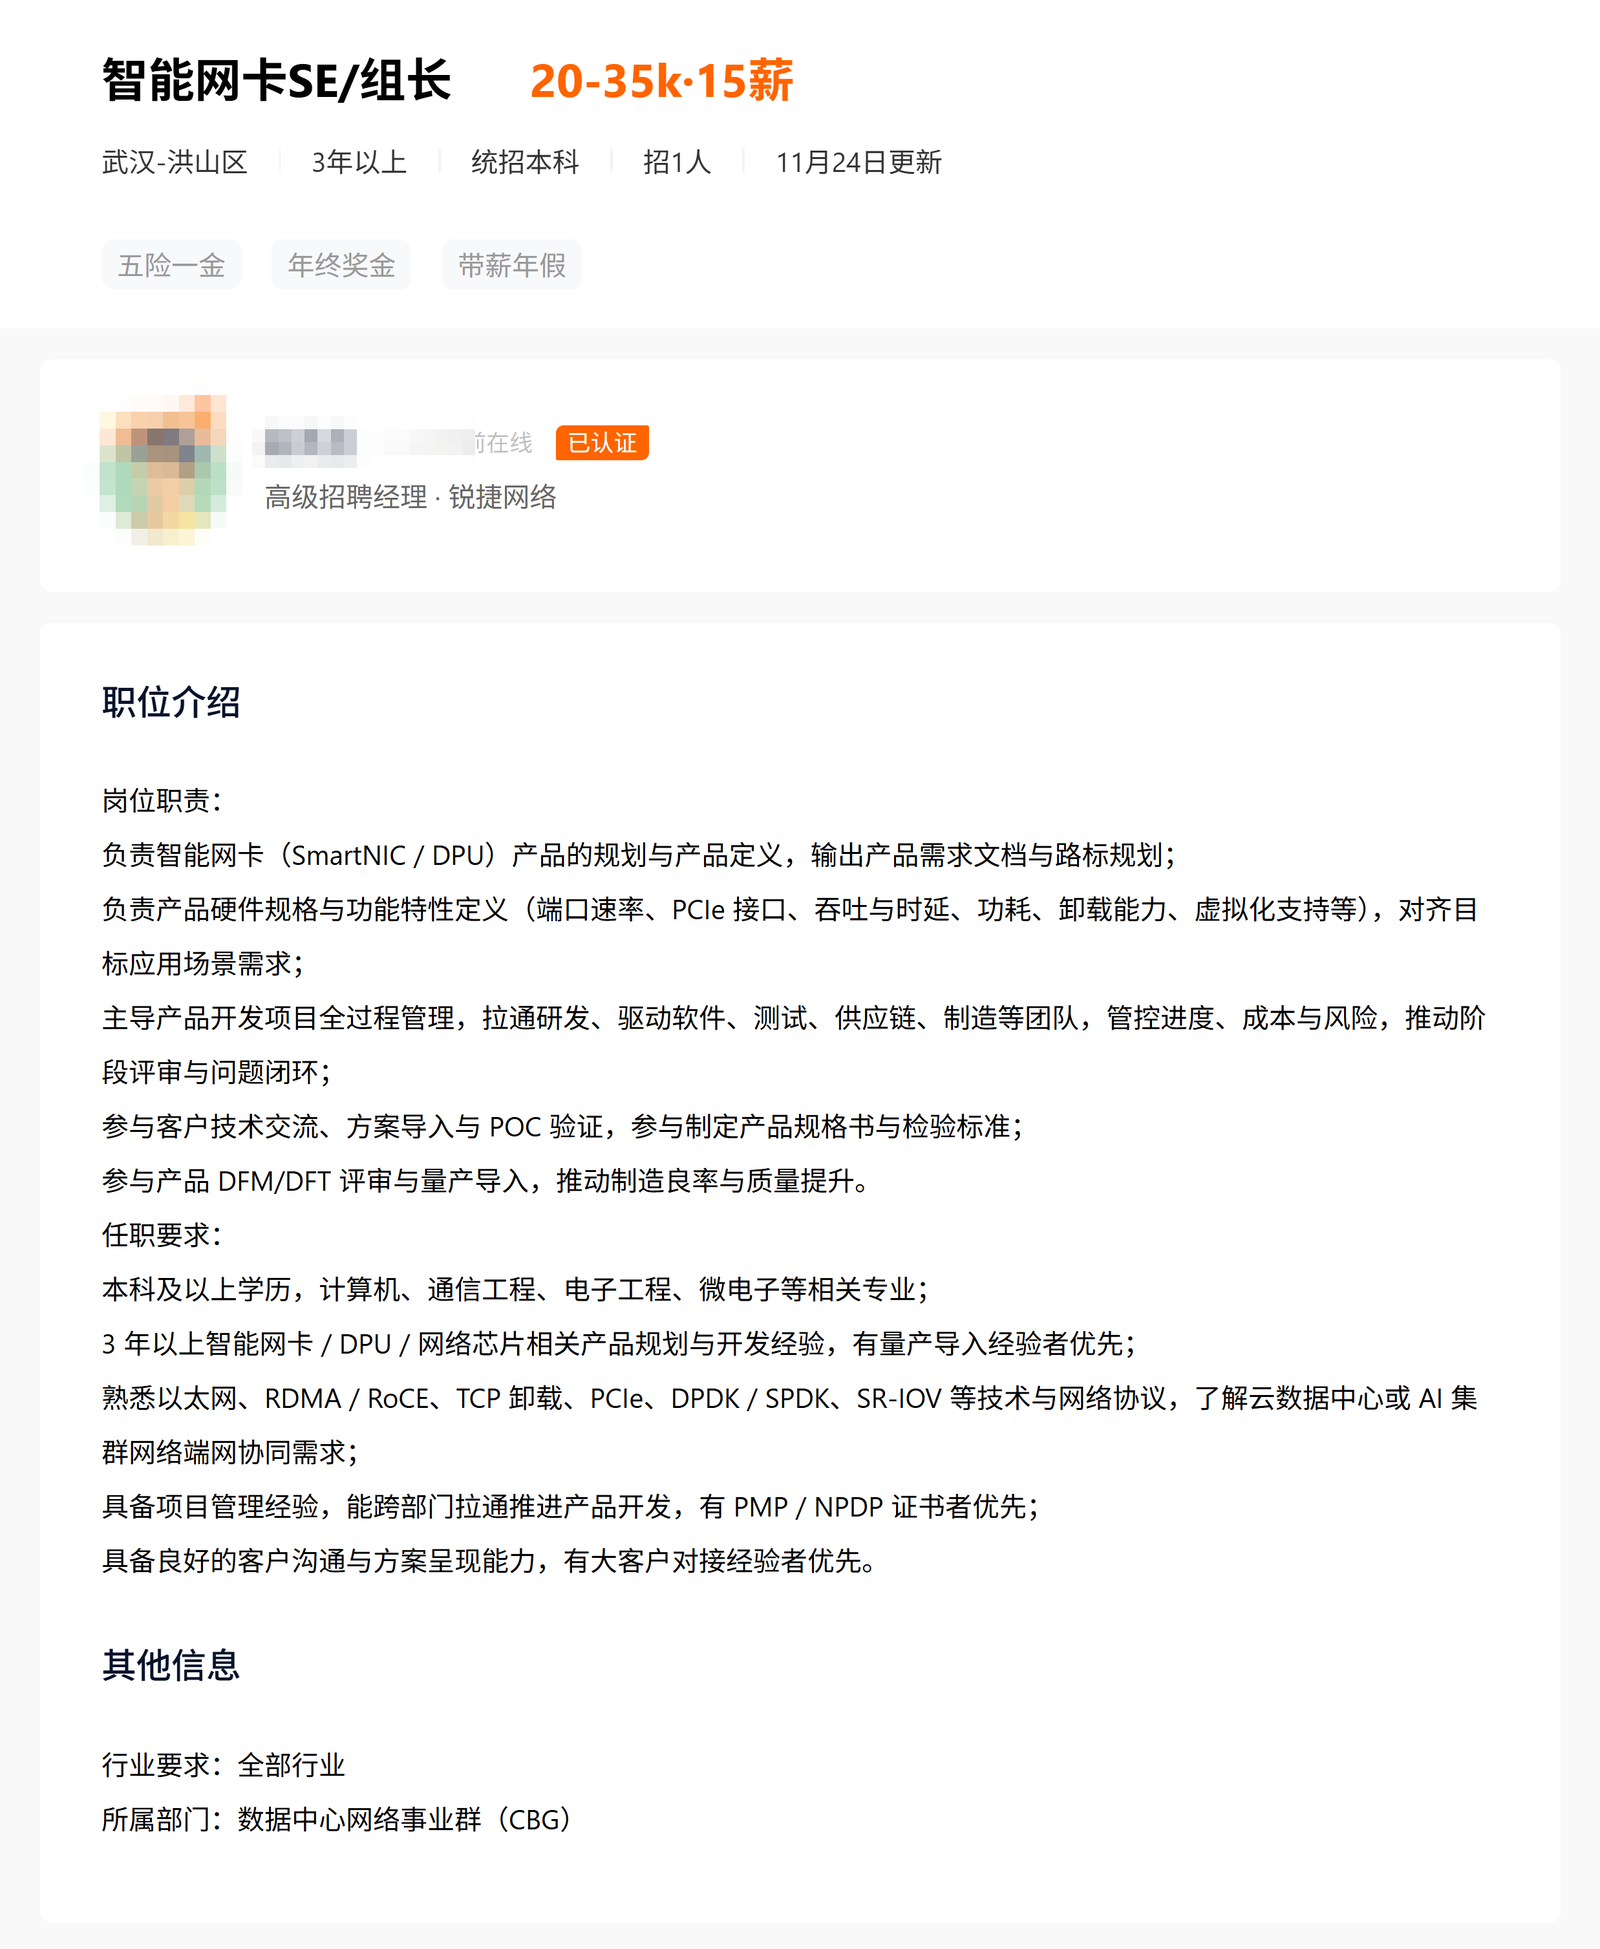 智能网卡SE/组长 20-35k·15薪
武汉-洪山区 3年以上 统招本科 招1人 11月24日更新
五险一金 年终奖金 带薪年假
前在线 已认证
高级招聘经理 · 锐捷网络
职位介绍
岗位职责：
负责智能网卡（SmartNIC / DPU）产品的规划与产品定义，输出产品需求文档与路标规划；
负责产品硬件规格与功能特性定义（端口速率、PCIe 接口、吞吐与时延、功耗、卸载能力、虚拟化支持等），对齐目
标应用场景需求；
主导产品开发项目全过程管理，拉通研发、驱动软件、测试、供应链、制造等团队，管控进度、成本与风险，推动阶
段评审与问题闭环；
参与客户技术交流、方案导入与 POC 验证，参与制定产品规格书与检验标准；
参与产品 DFM/DFT 评审与量产导入，推动制造良率与质量提升。
任职要求：
本科及以上学历，计算机、通信工程、电子工程、微电子等相关专业；
3 年以上智能网卡 / DPU / 网络芯片相关产品规划与开发经验，有量产导入经验者优先；
熟悉以太网、RDMA / RoCE、TCP 卸载、PCIe、DPDK / SPDK、SR-IOV 等技术与网络协议，了解云数据中心或 AI 集
群网络端网协同需求；
具备项目管理经验，能跨部门拉通推进产品开发，有 PMP / NPDP 证书者优先；
具备良好的客户沟通与方案呈现能力，有大客户对接经验者优先。
其他信息
行业要求：全部行业
所属部门：数据中心网络事业群（CBG）